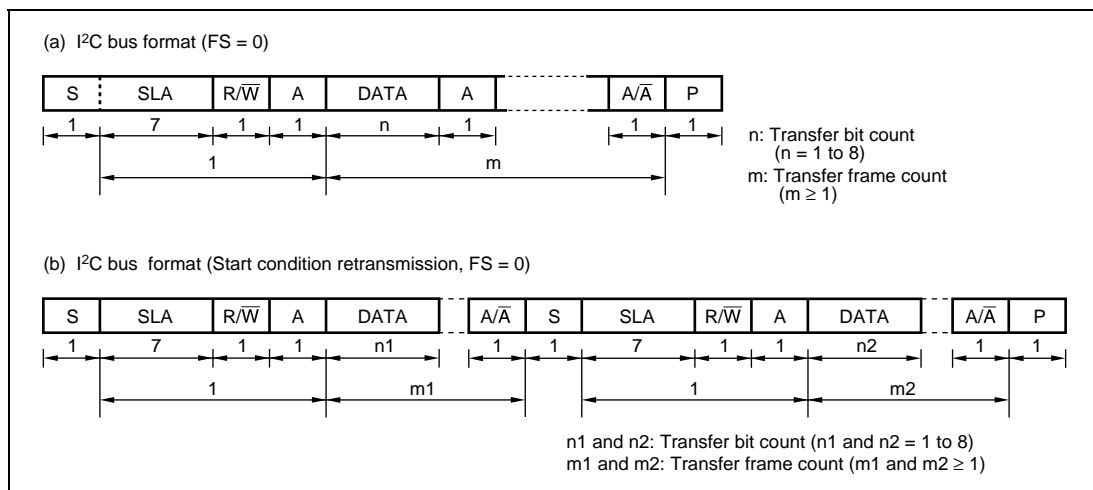 (a) I²C bus format (FS = 0)
S SLA R/W̅ A DATA A A/A̅ P
1 7 1 1 n 1 1 1
1 m
n: Transfer bit count
(n = 1 to 8)
m: Transfer frame count
(m ≥ 1)
(b) I²C bus format (Start condition retransmission, FS = 0)
S SLA R/W̅ A DATA A/A̅ S SLA R/W̅ A DATA A/A̅ P
1 7 1 1 n1 1 1 7 1 1 n2 1 1
1 m1 1 m2
n1 and n2: Transfer bit count (n1 and n2 = 1 to 8)
m1 and m2: Transfer frame count (m1 and m2 ≥ 1)